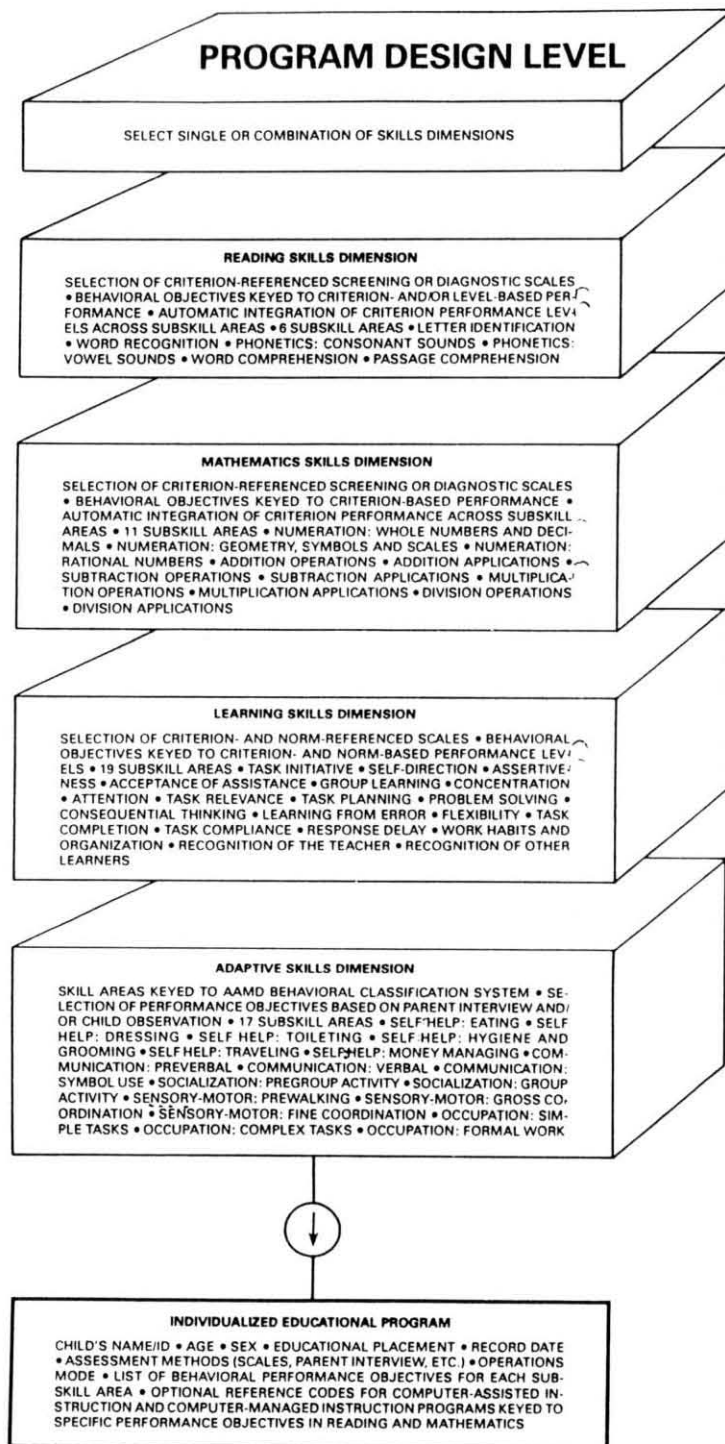 PROGRAM DESIGN LEVEL
SELECT SINGLE OR COMBINATION OF SKILLS DIMENSIONS
READING SKILLS DIMENSION
SELECTION OF CRITERION-REFERENCED SCREENING OR DIAGNOSTIC SCALES
• BEHAVIORAL OBJECTIVES KEYED TO CRITERION- AND/OR LEVEL-BASED PER-
FORMANCE • AUTOMATIC INTEGRATION OF CRITERION PERFORMANCE LEV-
ELS ACROSS SUBSKILL AREAS • 6 SUBSKILL AREAS • LETTER IDENTIFICATION
• WORD RECOGNITION • PHONETICS: CONSONANT SOUNDS • PHONETICS:
VOWEL SOUNDS • WORD COMPREHENSION • PASSAGE COMPREHENSION
MATHEMATICS SKILLS DIMENSION
SELECTION OF CRITERION-REFERENCED SCREENING OR DIAGNOSTIC SCALES
• BEHAVIORAL OBJECTIVES KEYED TO CRITERION-BASED PERFORMANCE •
AUTOMATIC INTEGRATION OF CRITERION PERFORMANCE ACROSS SUBSKILL
AREAS • 11 SUBSKILL AREAS • NUMERATION: WHOLE NUMBERS AND DECI-
MALS • NUMERATION: GEOMETRY, SYMBOLS AND SCALES • NUMERATION:
RATIONAL NUMBERS • ADDITION OPERATIONS • ADDITION APPLICATIONS •
SUBTRACTION OPERATIONS • SUBTRACTION APPLICATIONS • MULTIPLICA-
TION OPERATIONS • MULTIPLICATION APPLICATIONS • DIVISION OPERATIONS
• DIVISION APPLICATIONS
LEARNING SKILLS DIMENSION
SELECTION OF CRITERION- AND NORM-REFERENCED SCALES • BEHAVIORAL
OBJECTIVES KEYED TO CRITERION- AND NORM-BASED PERFORMANCE LEV-
ELS • 19 SUBSKILL AREAS • TASK INITIATIVE • SELF-DIRECTION • ASSERTIVE-
NESS • ACCEPTANCE OF ASSISTANCE • GROUP LEARNING • CONCENTRATION
• ATTENTION • TASK RELEVANCE • TASK PLANNING • PROBLEM SOLVING •
CONSEQUENTIAL THINKING • LEARNING FROM ERROR • FLEXIBILITY • TASK
COMPLETION • TASK COMPLIANCE • RESPONSE DELAY • WORK HABITS AND
ORGANIZATION • RECOGNITION OF THE TEACHER • RECOGNITION OF OTHER
LEARNERS
ADAPTIVE SKILLS DIMENSION
SKILL AREAS KEYED TO AAMD BEHAVIORAL CLASSIFICATION SYSTEM • SE-
LECTION OF PERFORMANCE OBJECTIVES BASED ON PARENT INTERVIEW AND/
OR CHILD OBSERVATION • 17 SUBSKILL AREAS • SELF HELP: EATING • SELF
HELP: DRESSING • SELF HELP: TOILETING • SELF HELP: HYGIENE AND
GROOMING • SELF HELP: TRAVELING • SELF HELP: MONEY MANAGING • COM-
MUNICATION: PREVERBAL • COMMUNICATION: VERBAL • COMMUNICATION:
SYMBOL USE • SOCIALIZATION: PREGROUP ACTIVITY • SOCIALIZATION: GROUP
ACTIVITY • SENSORY-MOTOR: PREWALKING • SENSORY-MOTOR: GROSS CO-
ORDINATION • SENSORY-MOTOR: FINE COORDINATION • OCCUPATION: SIM-
PLE TASKS • OCCUPATION: COMPLEX TASKS • OCCUPATION: FORMAL WORK
INDIVIDUALIZED EDUCATIONAL PROGRAM
CHILD'S NAME/ID • AGE • SEX • EDUCATIONAL PLACEMENT • RECORD DATE
• ASSESSMENT METHODS (SCALES, PARENT INTERVIEW, ETC.) • OPERATIONS
MODE • LIST OF BEHAVIORAL PERFORMANCE OBJECTIVES FOR EACH SUB-
SKILL AREA • OPTIONAL REFERENCE CODES FOR COMPUTER-ASSISTED IN-
STRUCTION AND COMPUTER-MANAGED INSTRUCTION PROGRAMS KEYED TO
SPECIFIC PERFORMANCE OBJECTIVES IN READING AND MATHEMATICS